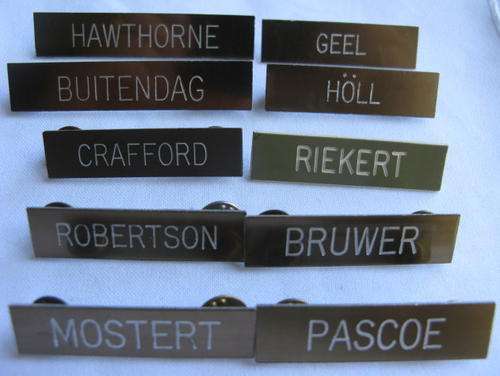 HAWTHORNE
GEEL
BUITENDAG
HÖLL
CRAFFORD
RIEKERT
ROBERTSON
BRUWER
MOSTERT
PASCOE